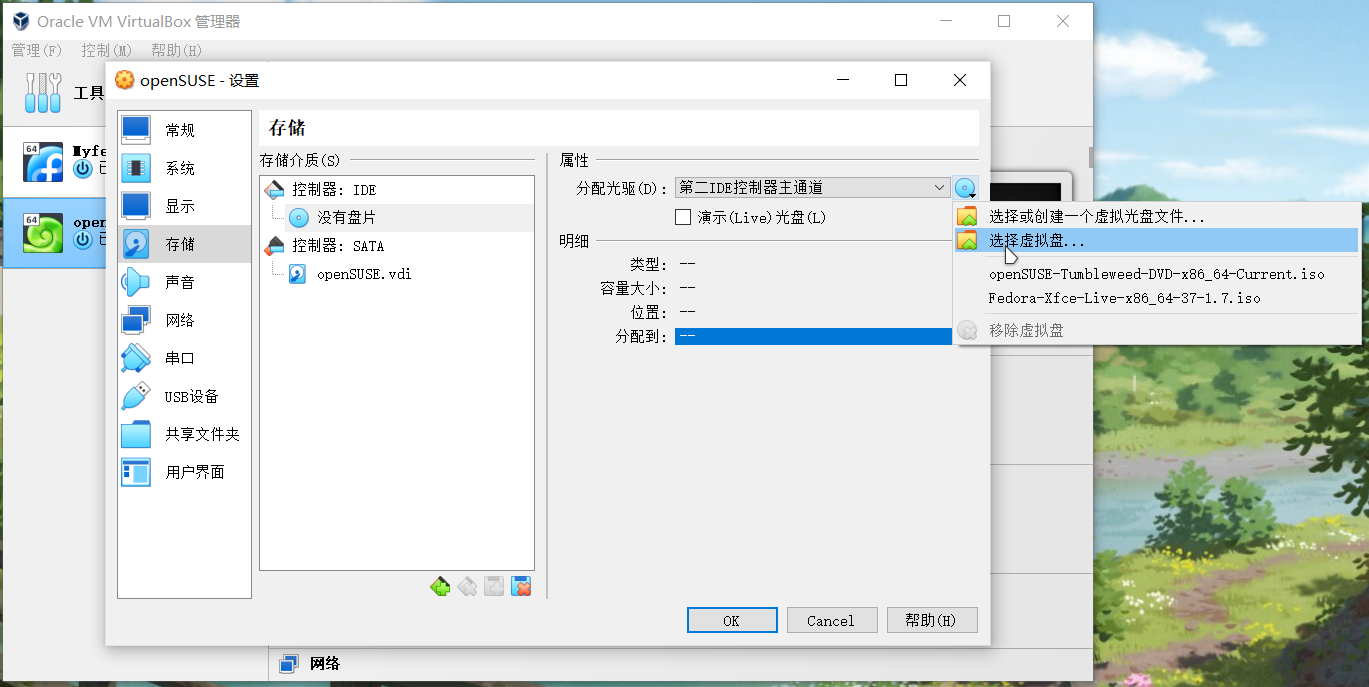 Oracle VM VirtualBox 管理器
管理(F) 控制(M) 帮助(H)
工具
openSUSE - 设置
64
64
常规
系统
显示
存储
声音
网络
串口
USB设备
共享文件夹
用户界面
存储
存储介质(S)
控制器: IDE
没有盘片
控制器: SATA
openSUSE.vdi
属性
分配光驱(D): 第二IDE控制器主通道
演示(Live)光盘(L)
明细
类型: --
容量大小: --
位置: --
分配到: --
选择或创建一个虚拟光盘文件...
选择虚拟盘...
openSUSE-Tumbleweed-DVD-x86_64-Current.iso
Fedora-Xfce-Live-x86_64-37-1.7.iso
移除虚拟盘
OK Cancel 帮助(H)
网络